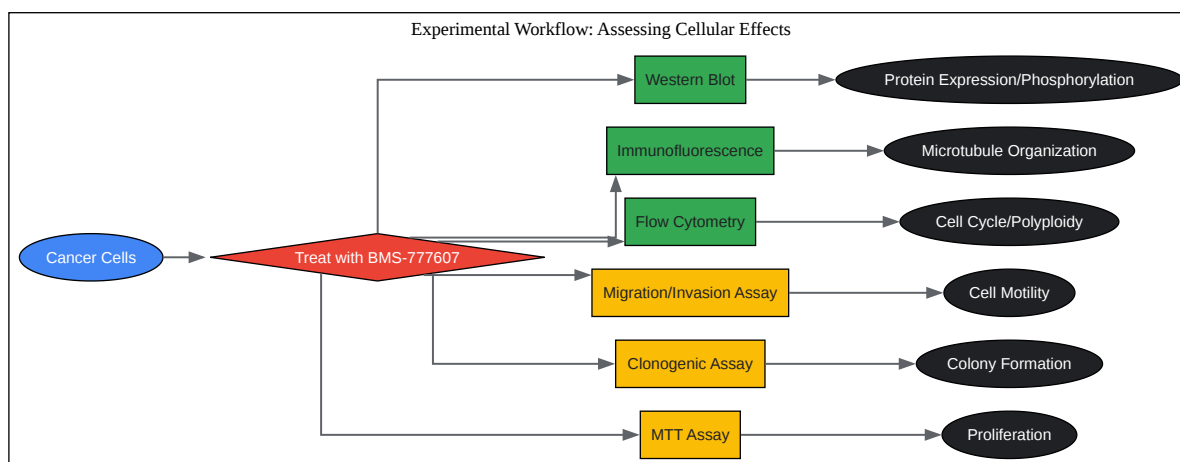 Experimental Workflow: Assessing Cellular Effects
Western Blot
Protein Expression/Phosphorylation
Immunofluorescence
Microtubule Organization
Flow Cytometry
Cell Cycle/Polyploidy
Cancer Cells
Treat with BMS-777607
Migration/Invasion Assay
Cell Motility
Clonogenic Assay
Colony Formation
MTT Assay
Proliferation